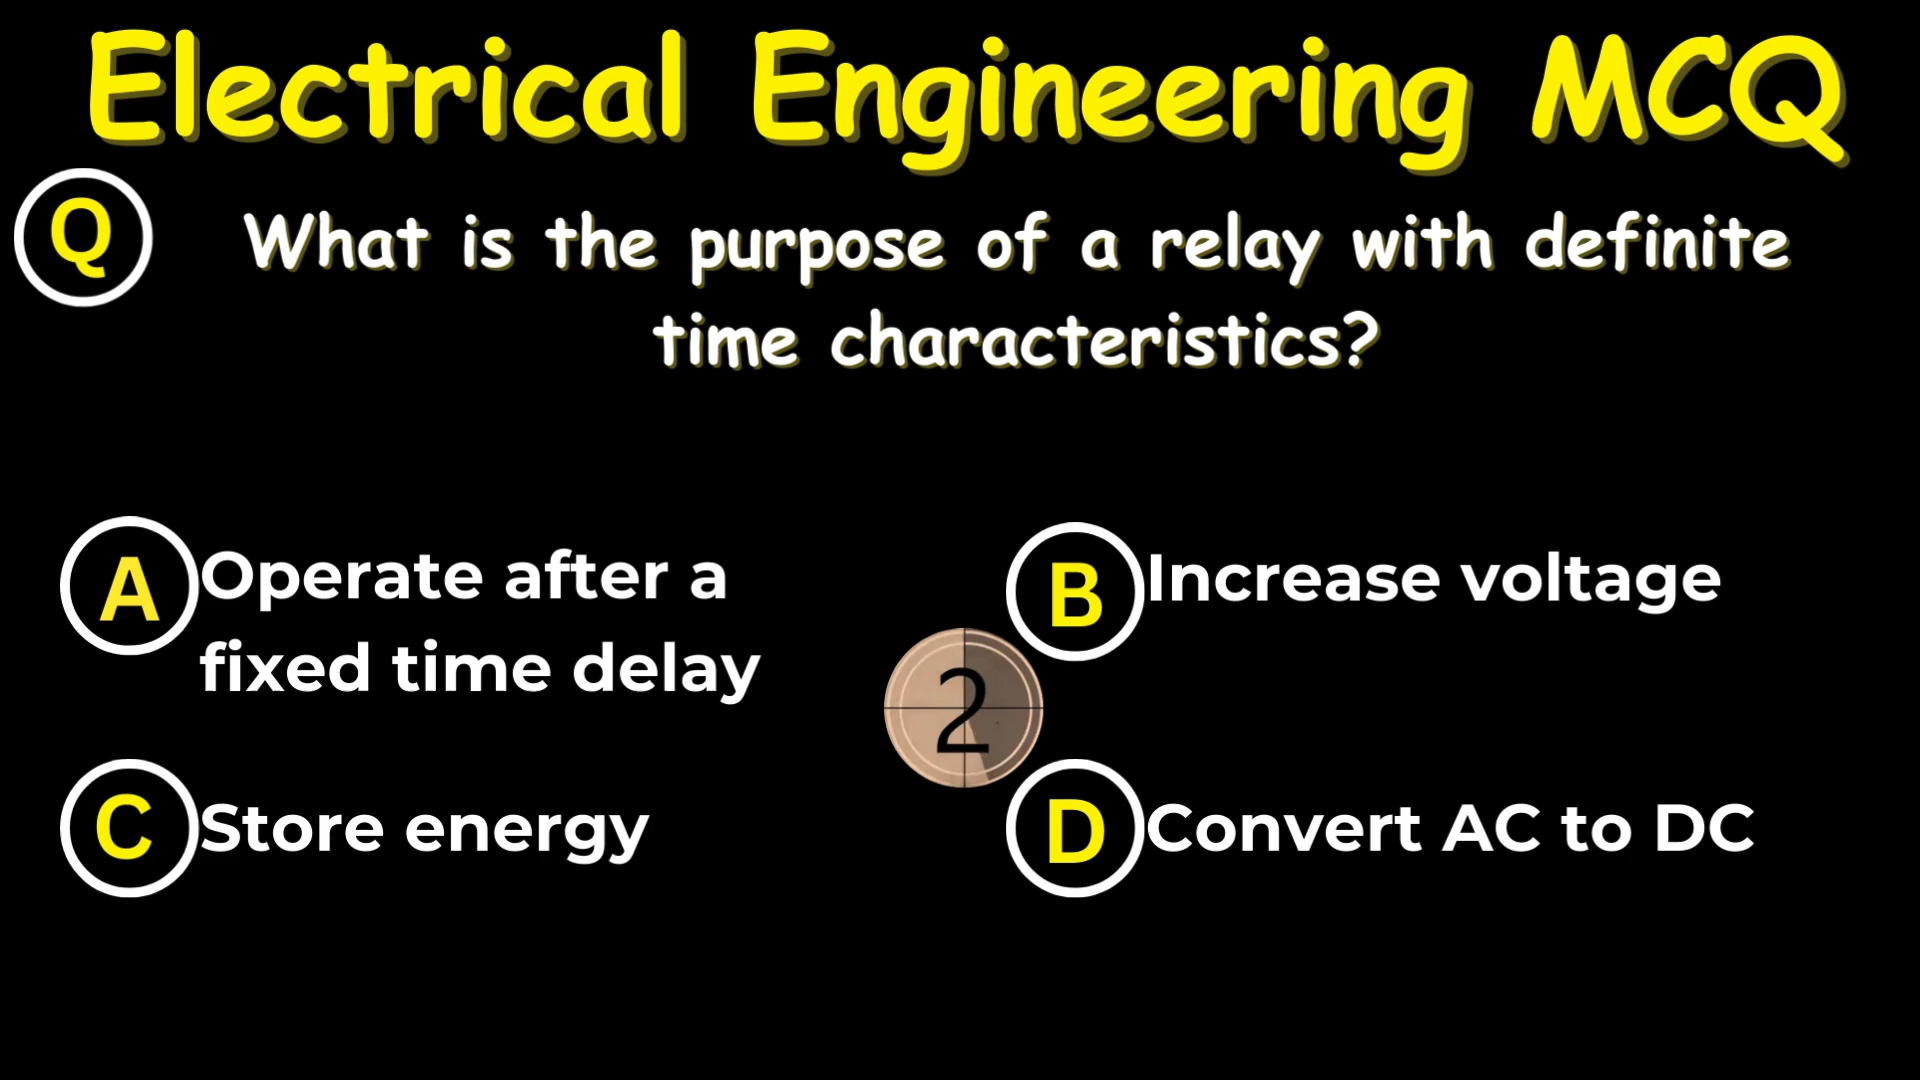 Electrical Engineering MCQ
Q
What is the purpose of a relay with definite
time characteristics?
A
Operate after a
fixed time delay
B
Increase voltage
2
C
Store energy
D
Convert AC to DC